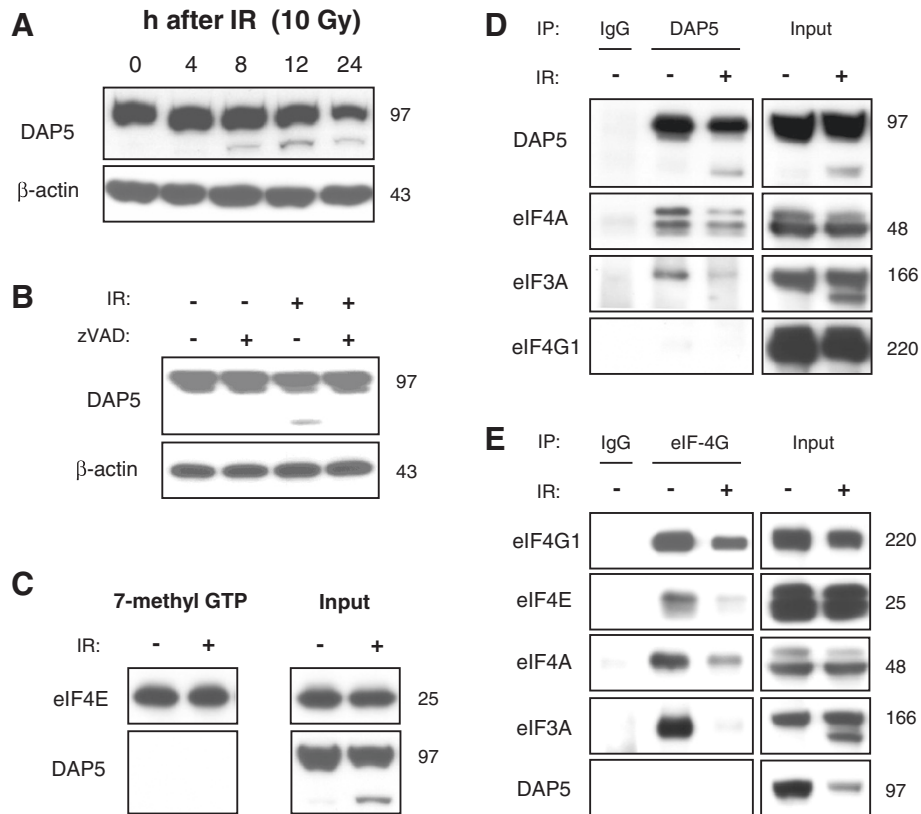 A
h after IR (10 Gy)
0 4 8 12 24
DAP5 97
β-actin 43
B
IR: - - + +
zVAD: - + - +
DAP5 97
β-actin 43
C
7-methyl GTP Input
IR: - + - +
eIF4E 25
DAP5 97
D
IP: IgG DAP5 Input
IR: - - + - +
DAP5 97
eIF4A 48
eIF3A 166
eIF4G1 220
E
IP: IgG eIF-4G Input
IR: - - + - +
eIF4G1 220
eIF4E 25
eIF4A 48
eIF3A 166
DAP5 97